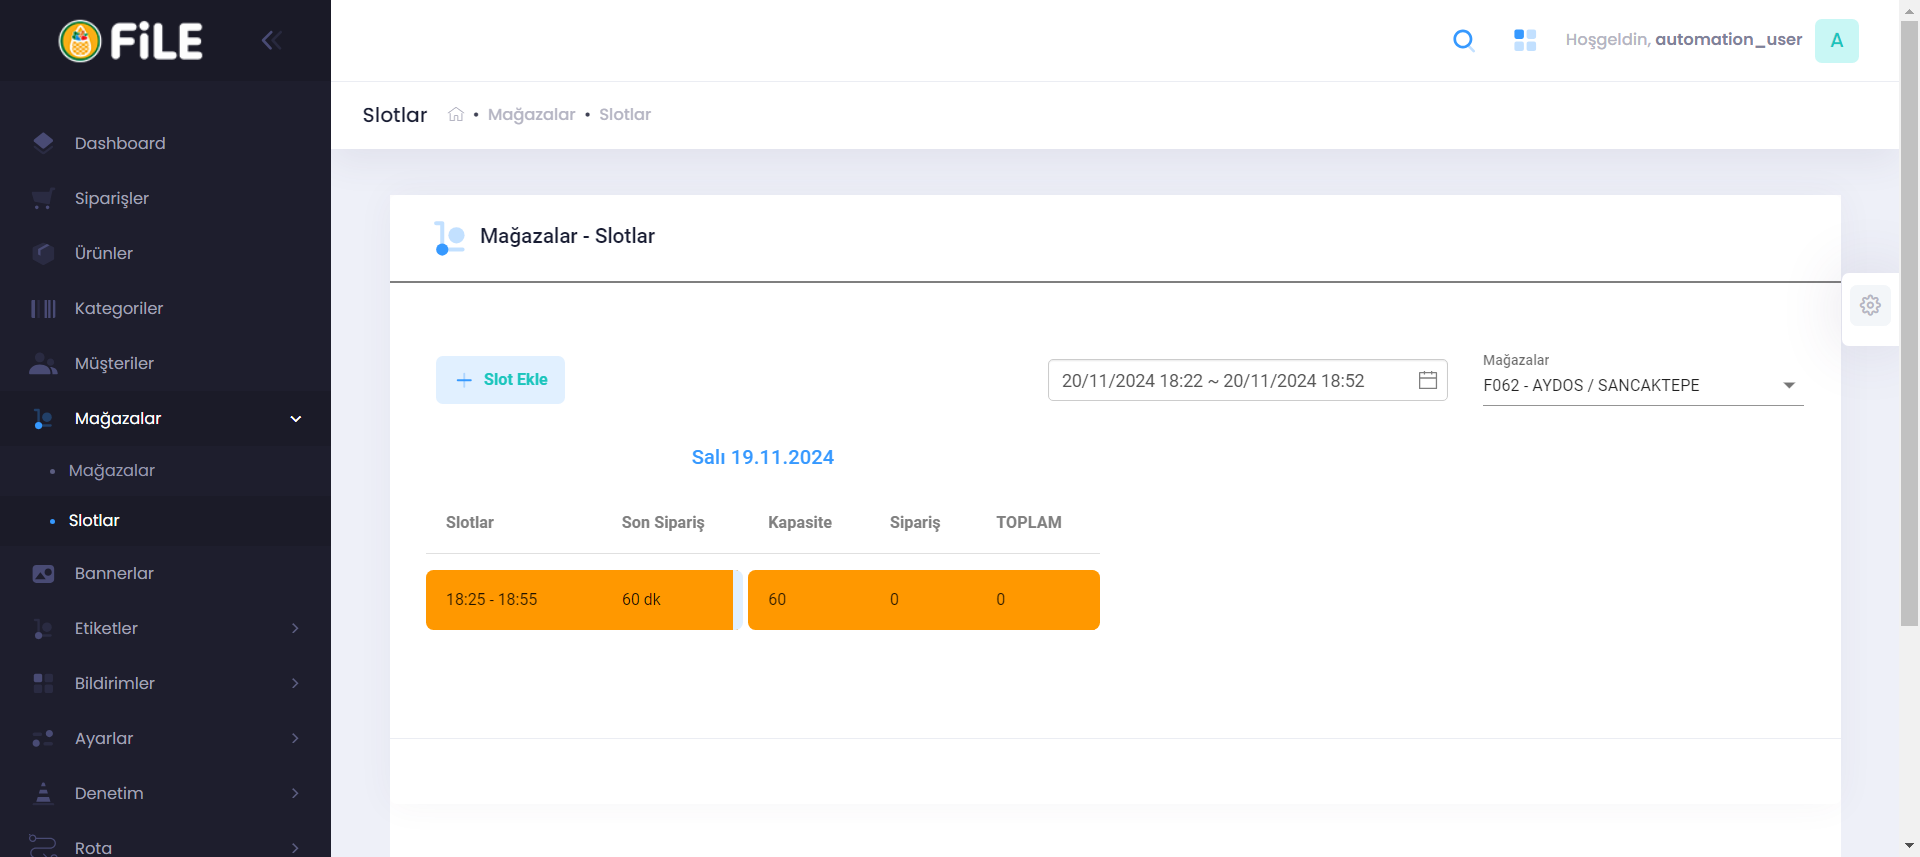 FiLE
Hoşgeldin, automation_user
A
Slotlar
Mağazalar
Slotlar
Dashboard
Siparişler
Ürünler
Kategoriler
Müşteriler
Mağazalar
Mağazalar
Slotlar
Bannerlar
Etiketler
Bildirimler
Ayarlar
Denetim
Rota
Mağazalar - Slotlar
Slot Ekle
20/11/2024 18:22 ~ 20/11/2024 18:52
Mağazalar
F062 - AYDOS / SANCAKTEPE
Salı 19.11.2024
Slotlar Son Sipariş Kapasite Sipariş TOPLAM
18:25 - 18:55 60 dk 60 0 0